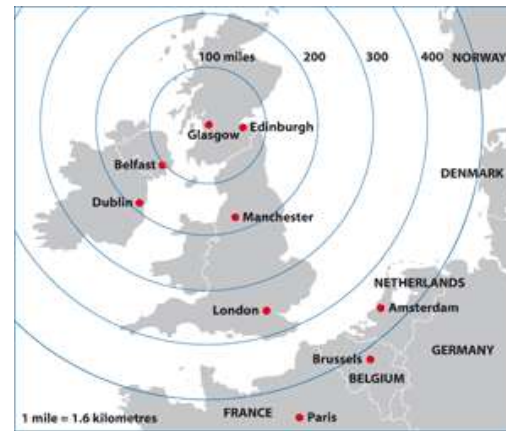 100 miles
200
300
400
NORWAY
Glasgow
Edinburgh
Belfast
DENMARK
Dublin
Manchester
NETHERLANDS
London
Amsterdam
Brussels
GERMANY
BELGIUM
1 mile = 1.6 kilometres
FRANCE
Paris